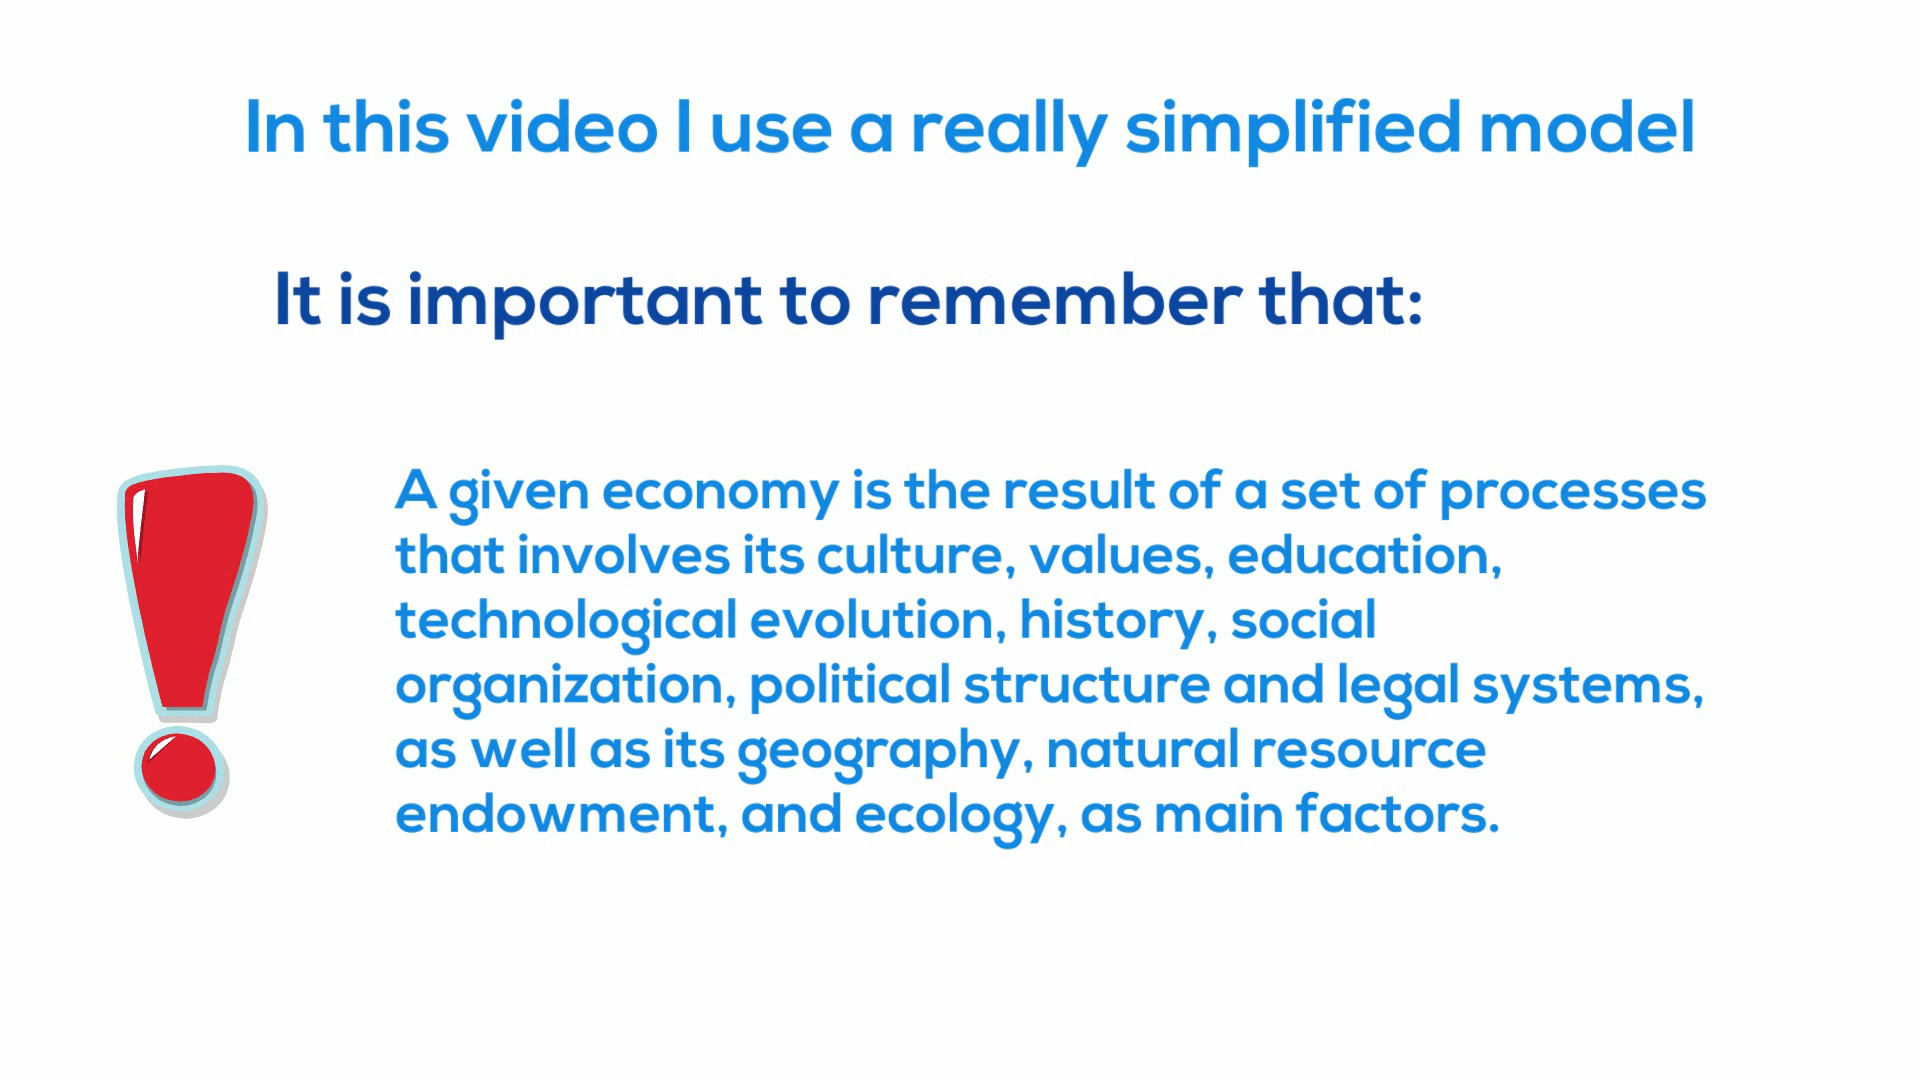 In this video I use a really simplified model
It is important to remember that:
A given economy is the result of a set of processes
that involves its culture, values, education,
technological evolution, history, social
organization, political structure and legal systems,
as well as its geography, natural resource
endowment, and ecology, as main factors.